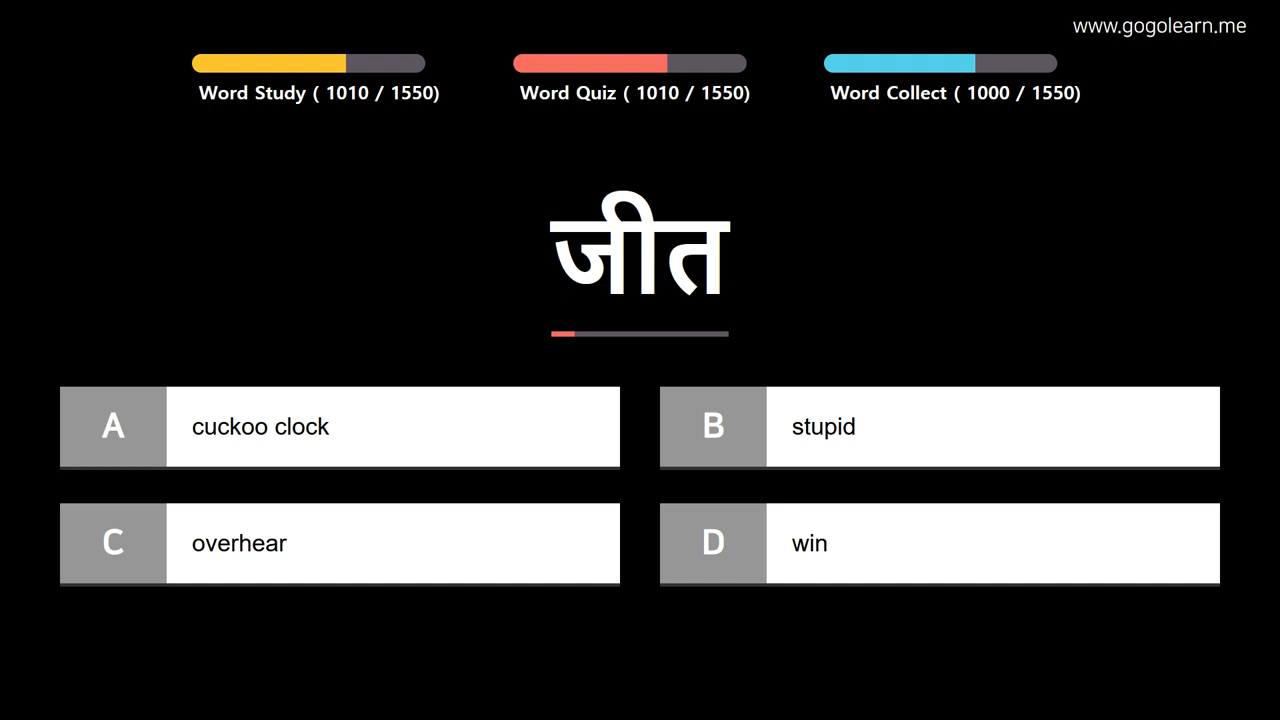 www.gogolearn.me
Word Study ( 1010 / 1550)
Word Quiz ( 1010 / 1550)
Word Collect ( 1000 / 1550)
जीत
A cuckoo clock
B stupid
C overhear
D win